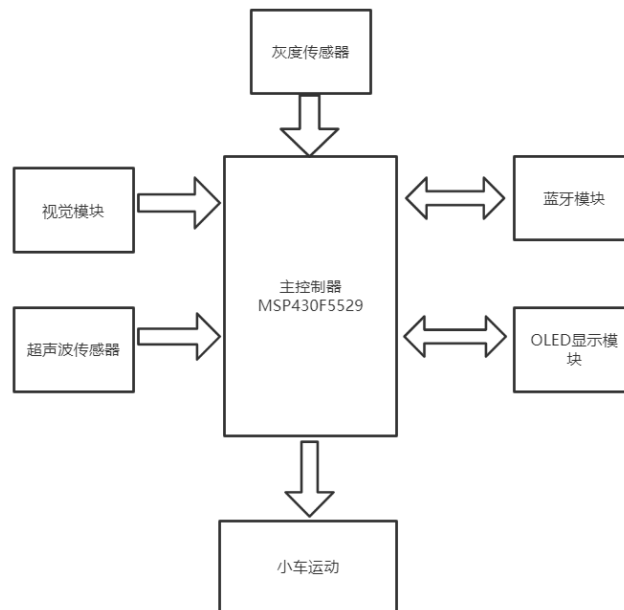 灰度传感器
视觉模块
主控制器
MSP430F5529
蓝牙模块
超声波传感器
OLED显示模
块
小车运动